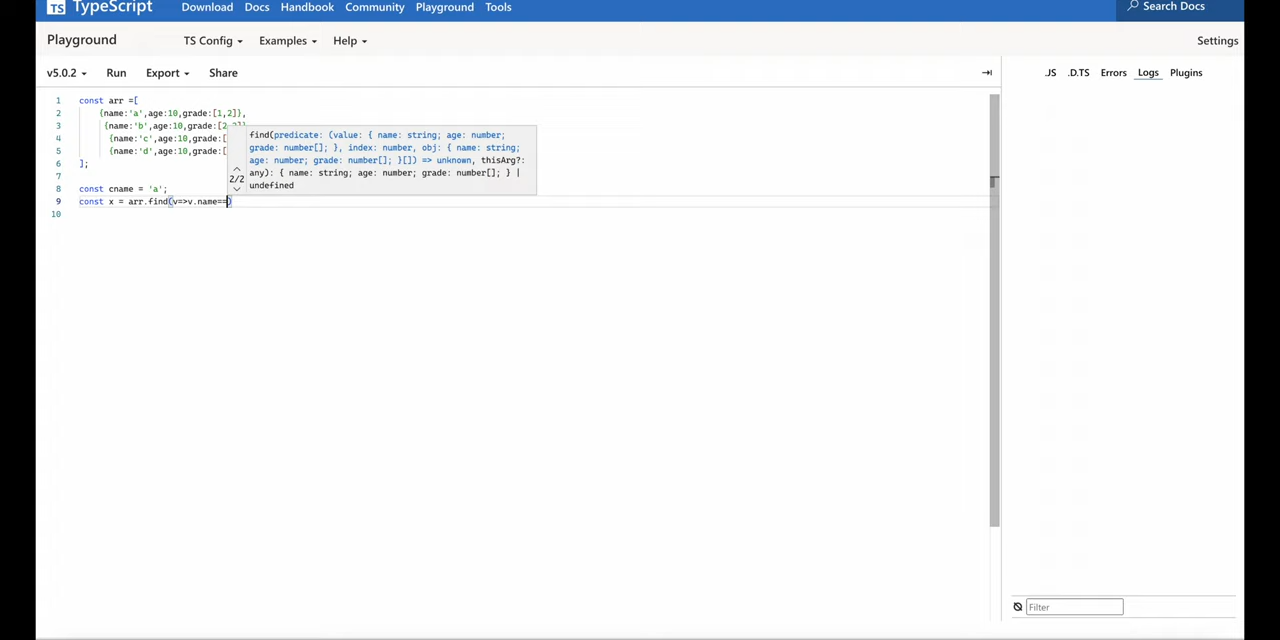 TypeScript Download Docs Handbook Community Playground Tools Search Docs
Playground TS Config Examples Help Settings
v5.0.2 Run Export Share .JS .D.TS Errors Logs Plugins
1 const arr =[
2 {name:'a',age:10,grade:[1,2]},
3 {name:'b',age:10,grade:[2,3]},
4 {name:'c',age:10,grade:[
5 {name:'d',age:10,grade:[
6 ];
7
8 const cname = 'a';
9 const x = arr.find(v=>v.name==)
10
2/2
find(predicate: (value: { name: string; age: number;
grade: number[]; }, index: number, obj: { name: string;
age: number; grade: number[]; }[]) => unknown, thisArg?:
any): { name: string; age: number; grade: number[]; } |
undefined
Filter